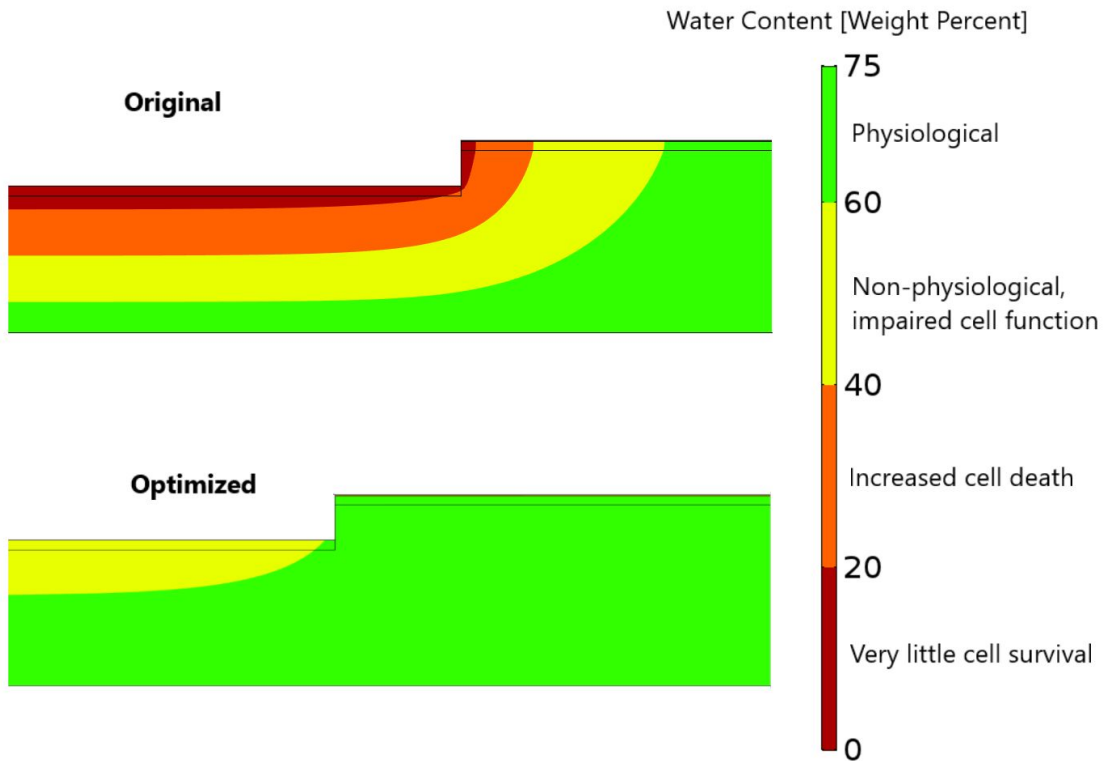 Water Content [Weight Percent]
75
Original
Physiological
60
Non-physiological,
impaired cell function
40
Optimized
Increased cell death
20
Very little cell survival
0